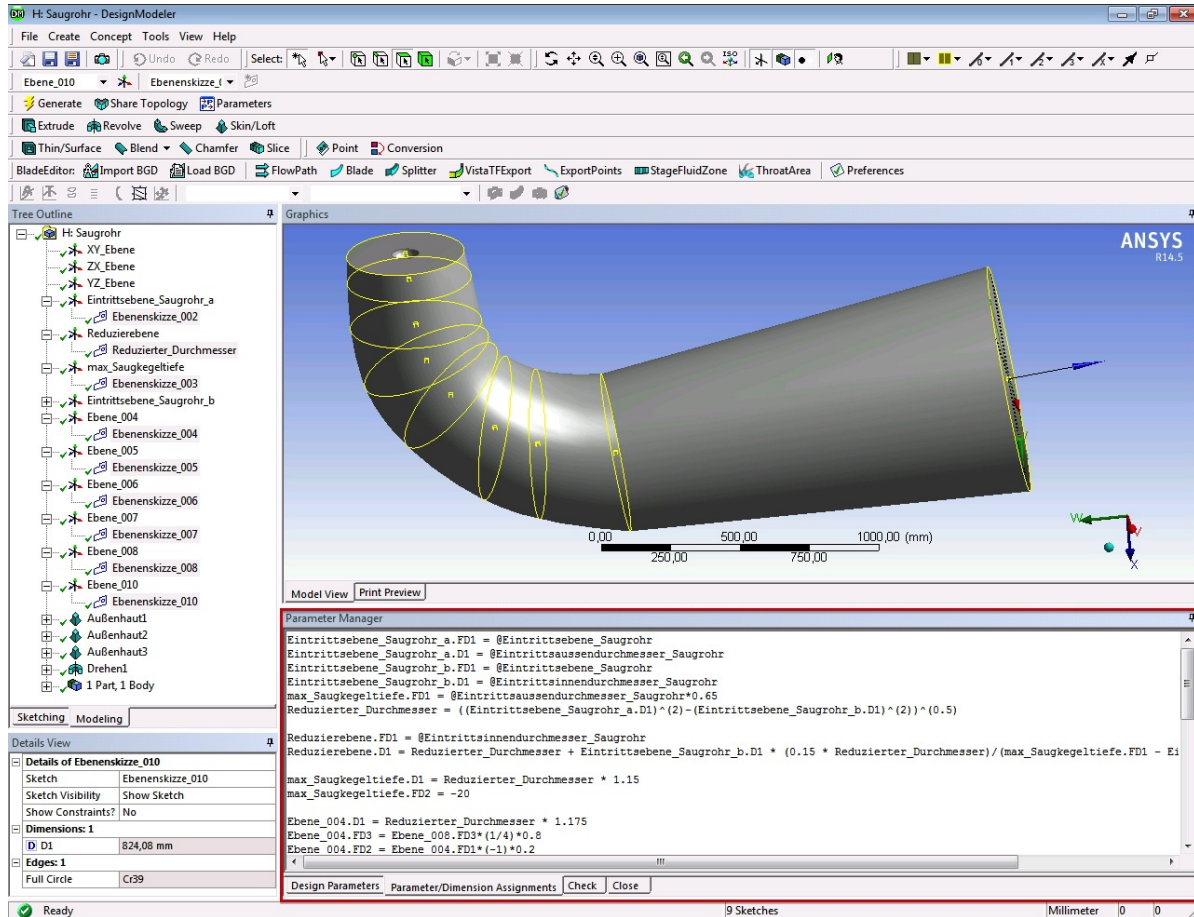 H: Saugrohr - DesignModeler
File Create Concept Tools View Help
Undo Redo Select: ISO
Ebene_010 Ebenenskizze_(
Generate Share Topology Parameters
Extrude Revolve Sweep Skin/Loft
Thin/Surface Blend Chamfer Slice Point Conversion
BladeEditor: Import BGD Load BGD FlowPath Blade Splitter VistaTFExport ExportPoints StageFluidZone ThroatArea Preferences
Tree Outline
H: Saugrohr
XY_Ebene
ZX_Ebene
YZ_Ebene
Eintrittsebene_Saugrohr_a
Ebenenskizze_002
Reduzierebene
Reduzierter_Durchmesser
max_Saugkegeltiefe
Ebenenskizze_003
Eintrittsebene_Saugrohr_b
Ebene_004
Ebenenskizze_004
Ebene_005
Ebenenskizze_005
Ebene_006
Ebenenskizze_006
Ebene_007
Ebenenskizze_007
Ebene_008
Ebenenskizze_008
Ebene_010
Ebenenskizze_010
Außenhaut1
Außenhaut2
Außenhaut3
Drehen1
1 Part, 1 Body
Sketching Modeling
Details View
Details of Ebenenskizze_010
Sketch Ebenenskizze_010
Sketch Visibility Show Sketch
Show Constraints? No
Dimensions: 1
D D1 824,08 mm
Edges: 1
Full Circle Cr39
Graphics
ANSYS
R14.5
0,00 500,00 1000,00 (mm)
250,00 750,00
W
V
X
Model View Print Preview
Parameter Manager
Eintrittsebene_Saugrohr_a.FD1 = @Eintrittsebene_Saugrohr
Eintrittsebene_Saugrohr_a.D1 = @Eintrittsaussendurchmesser_Saugrohr
Eintrittsebene_Saugrohr_b.FD1 = @Eintrittsebene_Saugrohr
Eintrittsebene_Saugrohr_b.D1 = @Eintrittsinnendurchmesser_Saugrohr
max_Saugkegeltiefe.FD1 = @Eintrittsaussendurchmesser_Saugrohr*0.65
Reduzierter_Durchmesser = ((Eintrittsebene_Saugrohr_a.D1)^(2)-(Eintrittsebene_Saugrohr_b.D1)^(2))^(0.5)
Reduzierebene.FD1 = @Eintrittsinnendurchmesser_Saugrohr
Reduzierebene.D1 = Reduzierter_Durchmesser + Eintrittsebene_Saugrohr_b.D1 * (0.15 * Reduzierter_Durchmesser)/(max_Saugkegeltiefe.FD1 - Ei
max_Saugkegeltiefe.D1 = Reduzierter_Durchmesser * 1.15
max_Saugkegeltiefe.FD2 = -20
Ebene_004.D1 = Reduzierter_Durchmesser * 1.175
Ebene_004.FD3 = Ebene_008.FD3*(1/4)*0.8
Ebene_004.FD2 = Ebene_004.FD1*(-1)*0.2
Design Parameters Parameter/Dimension Assignments Check Close
Ready 9 Sketches Millimeter 0 0